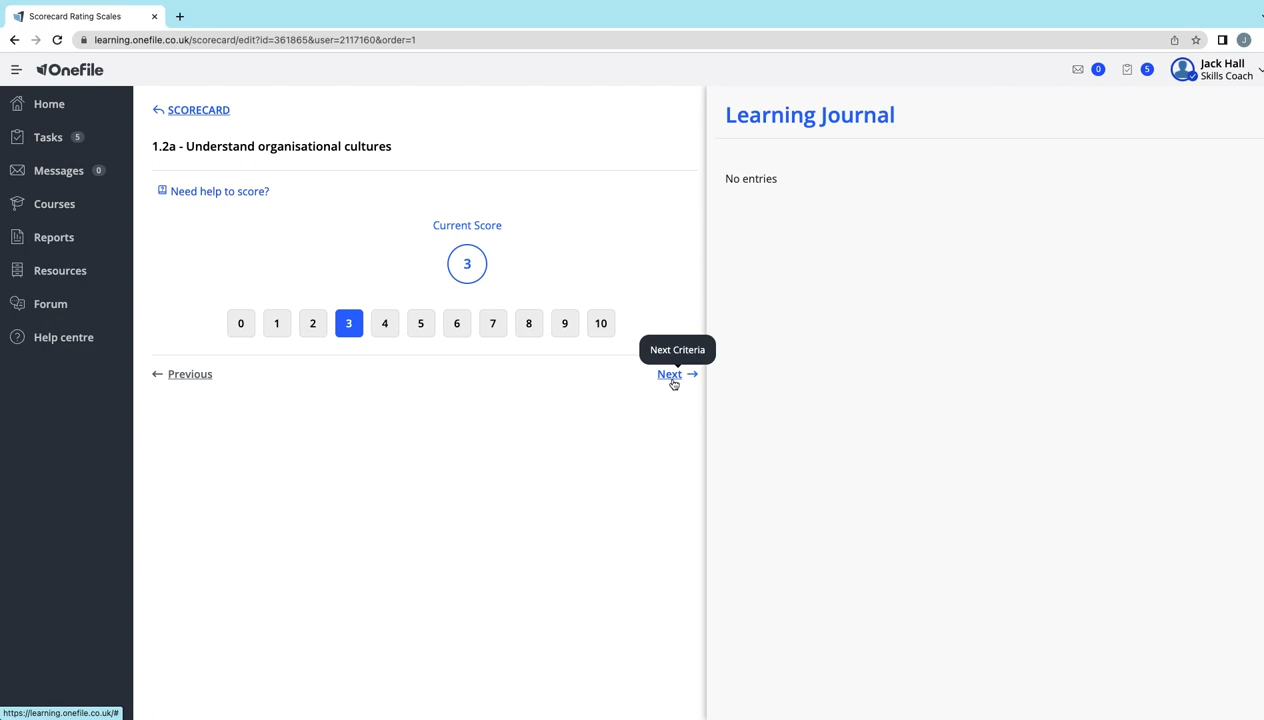 Scorecard Rating Scales
learning.onefile.co.uk/scorecard/edit?id=361865&user=2117160&order=1
J
Onefile
0
5
Jack Hall
Skills Coach
Home
Tasks 5
Messages 0
Courses
Reports
Resources
Forum
Help centre
SCORECARD
1.2a - Understand organisational cultures
Need help to score?
Current Score
3
0 1 2 3 4 5 6 7 8 9 10
Next Criteria
Previous
Next
Learning Journal
No entries
https://learning.onefile.co.uk/#